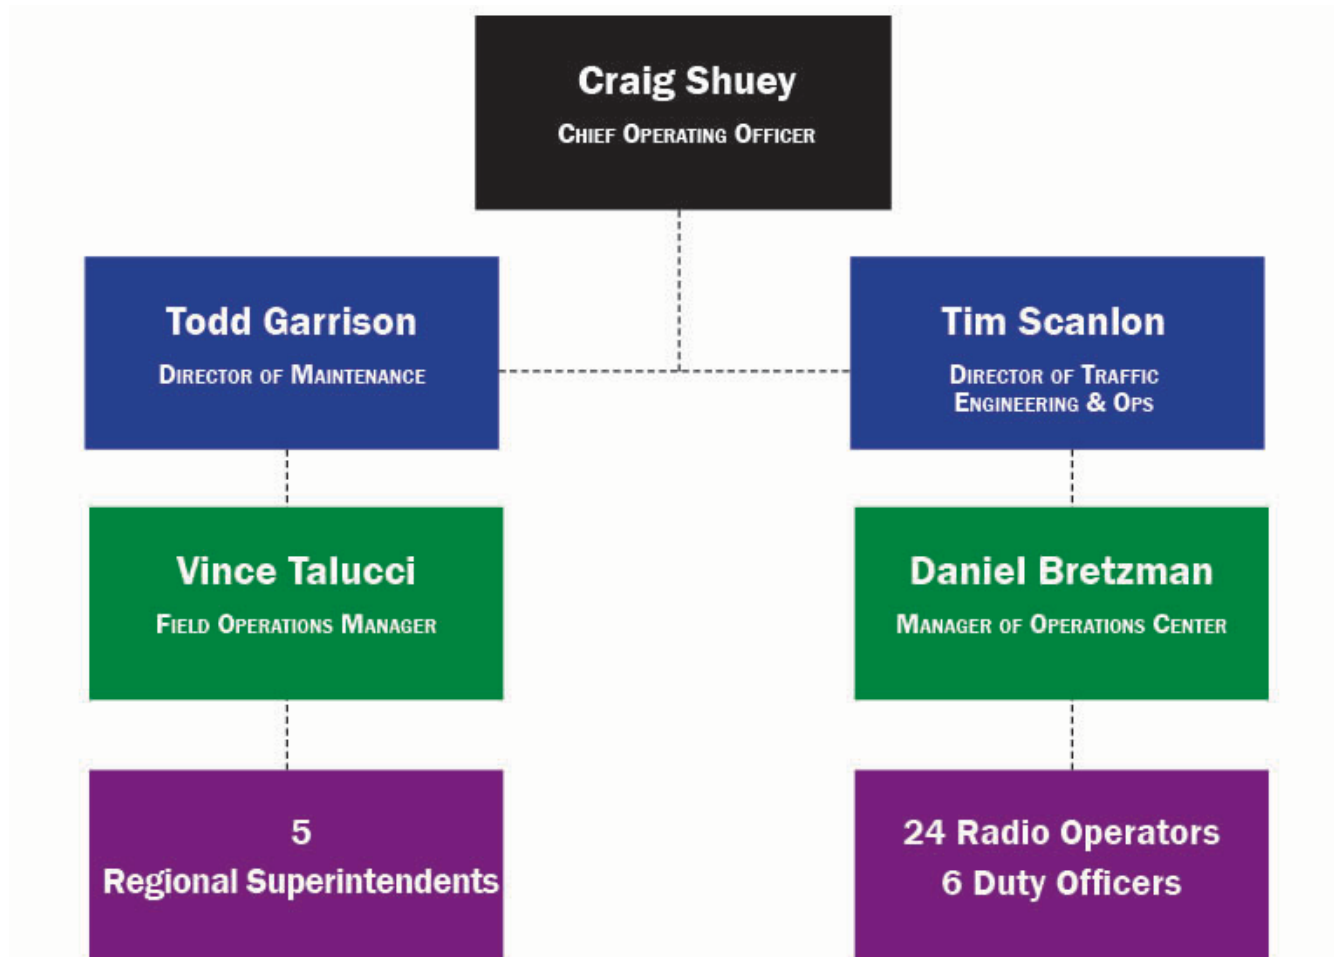 Craig Shuey
Chief Operating Officer
Todd Garrison
Director of Maintenance
Tim Scanlon
Director of Traffic
Engineering & Ops
Vince Talucci
Field Operations Manager
Daniel Bretzman
Manager of Operations Center
5
Regional Superintendents
24 Radio Operators
6 Duty Officers